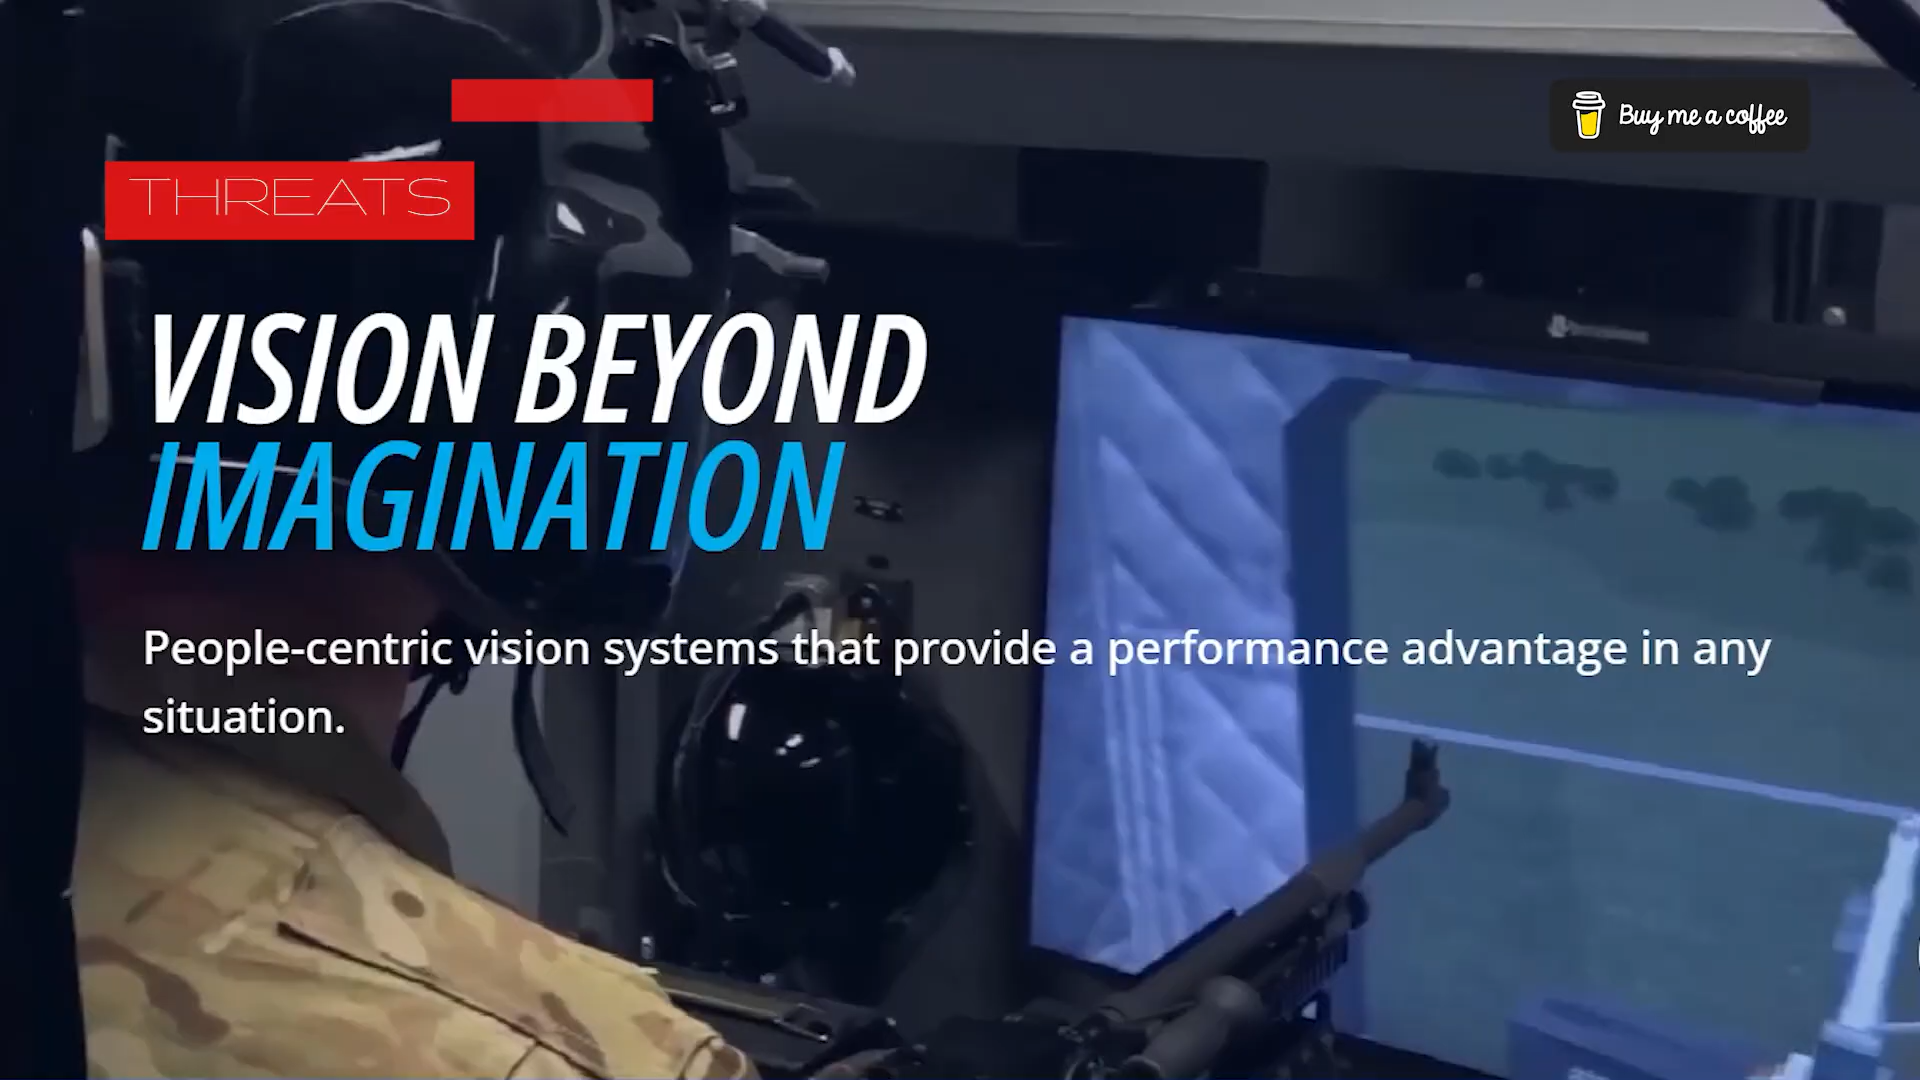 Buy me a coffee
THREATS
VISION BEYOND
IMAGINATION
People-centric vision systems that provide a performance advantage in any
situation.